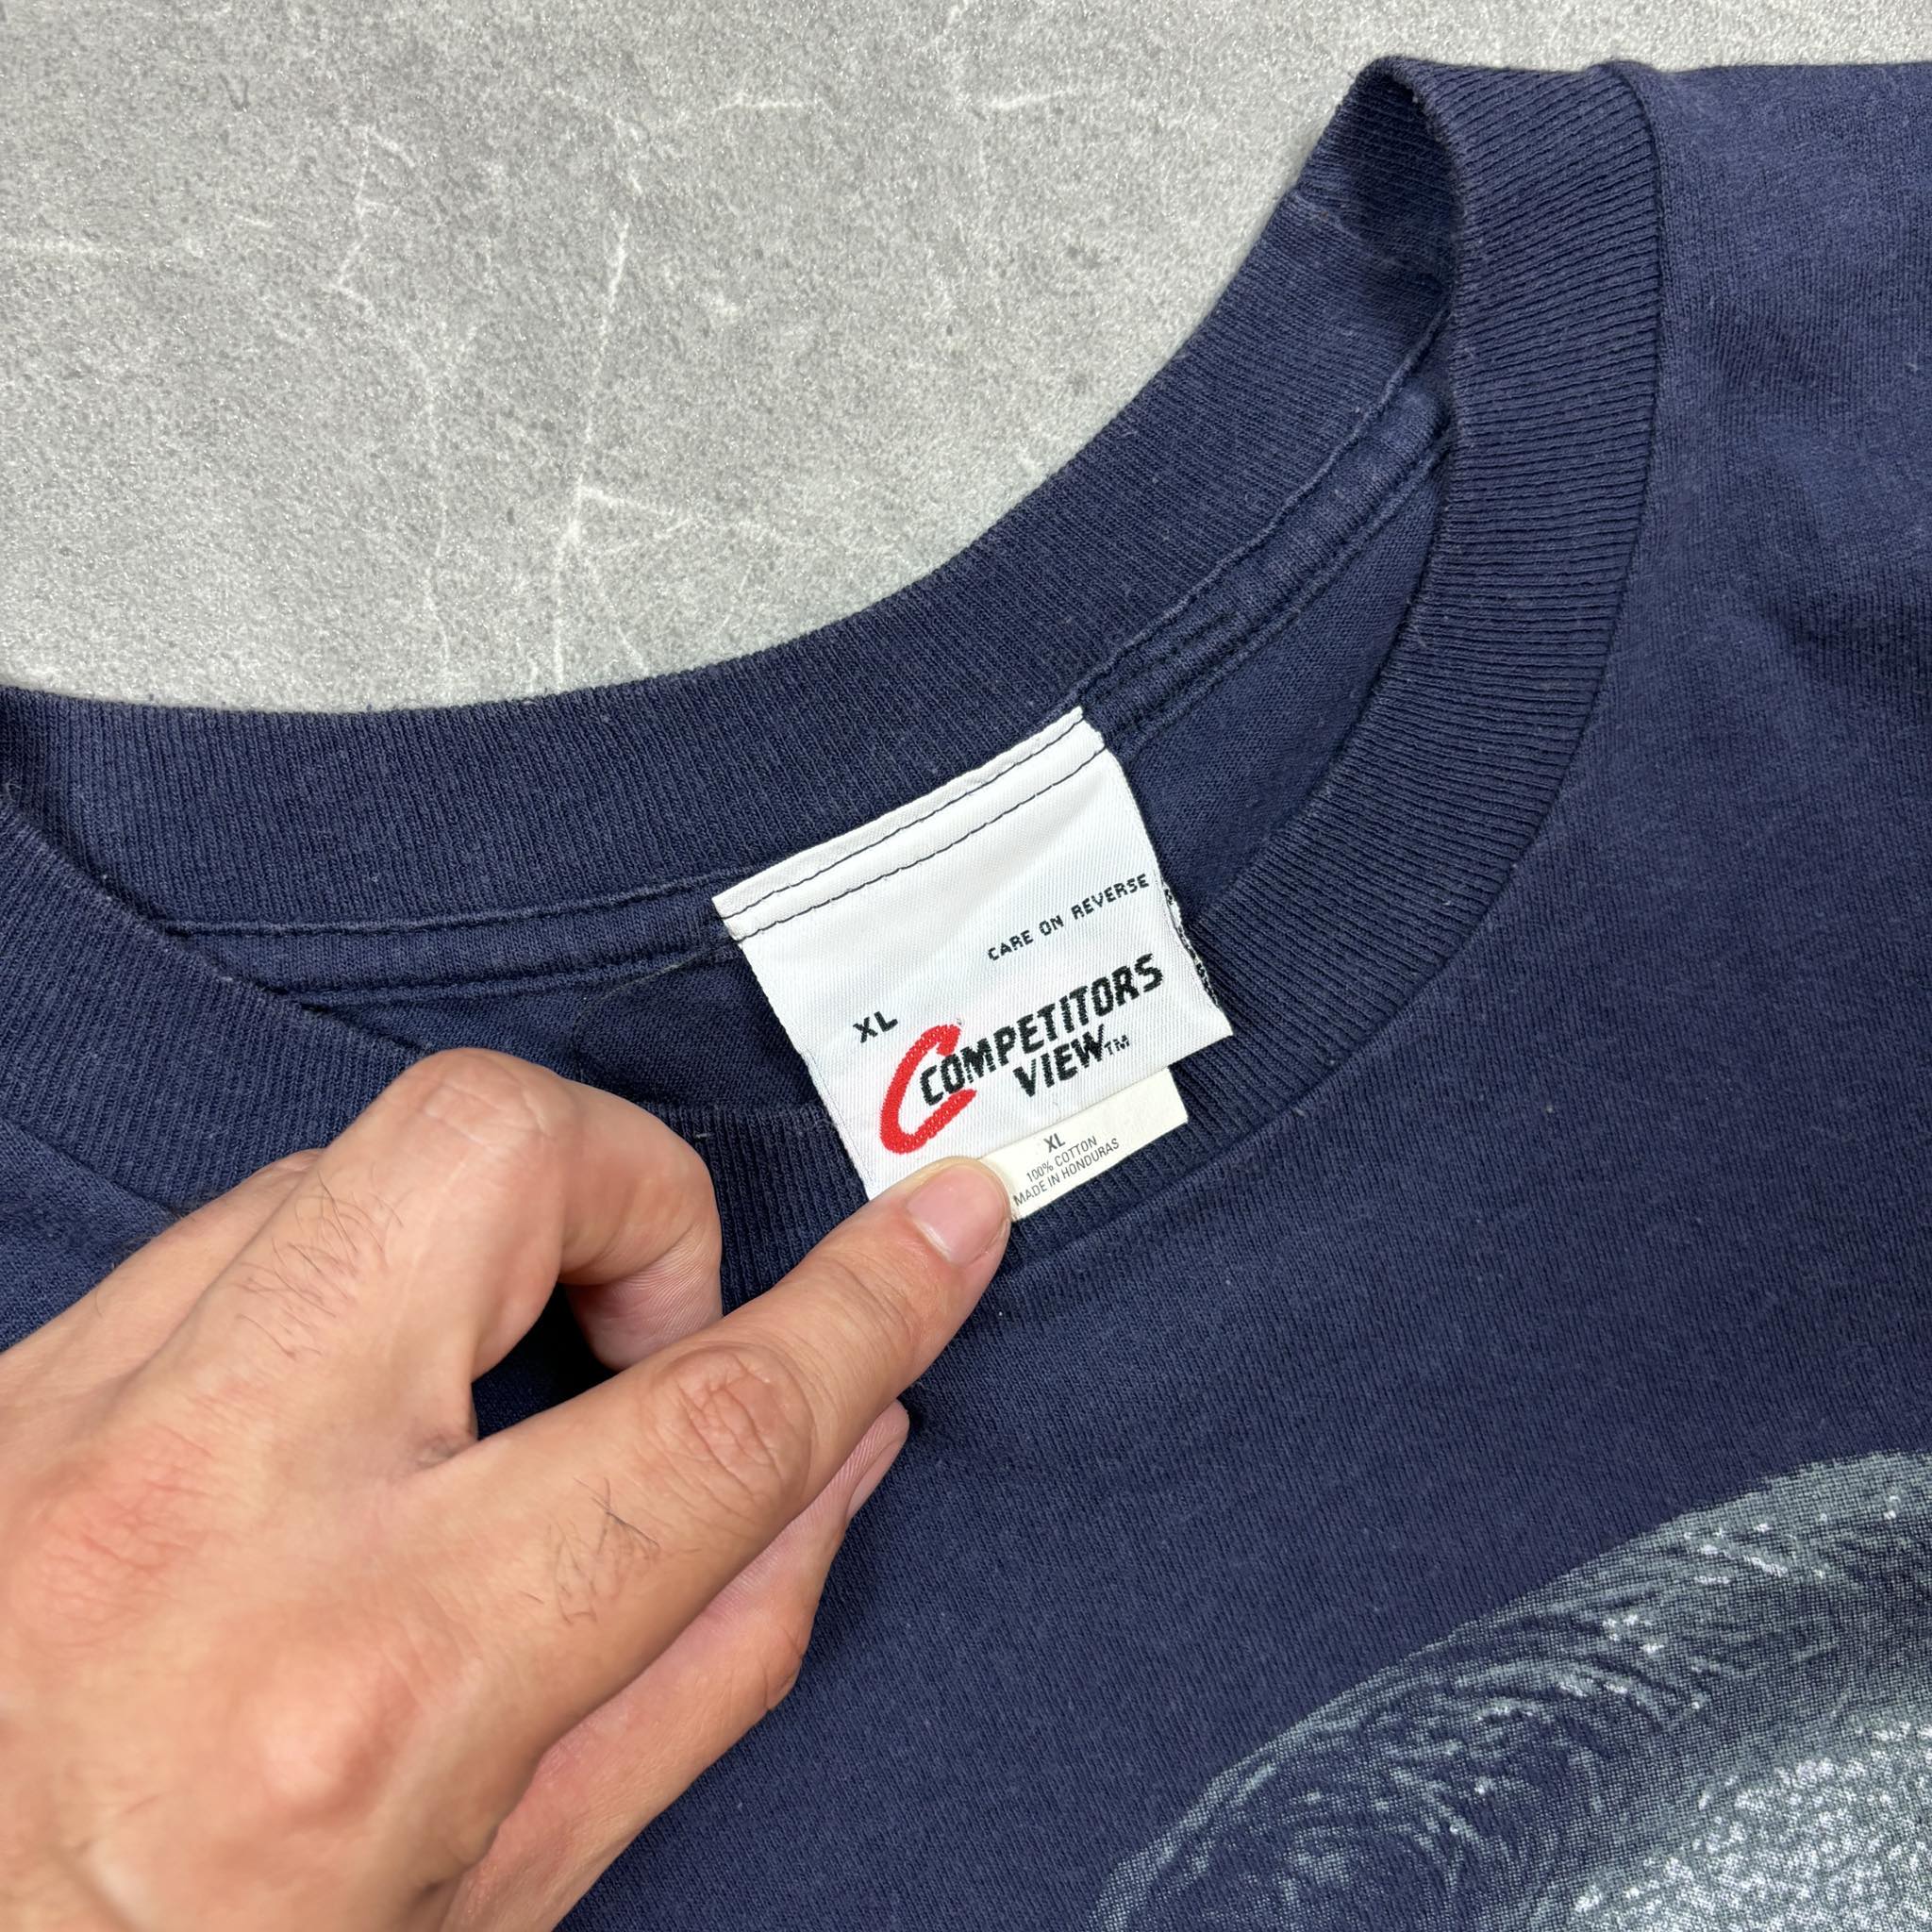 CARE ON REVERSE
XL
COMPETITORS
VIEW™
XL
100% COTTON
MADE IN HONDURAS